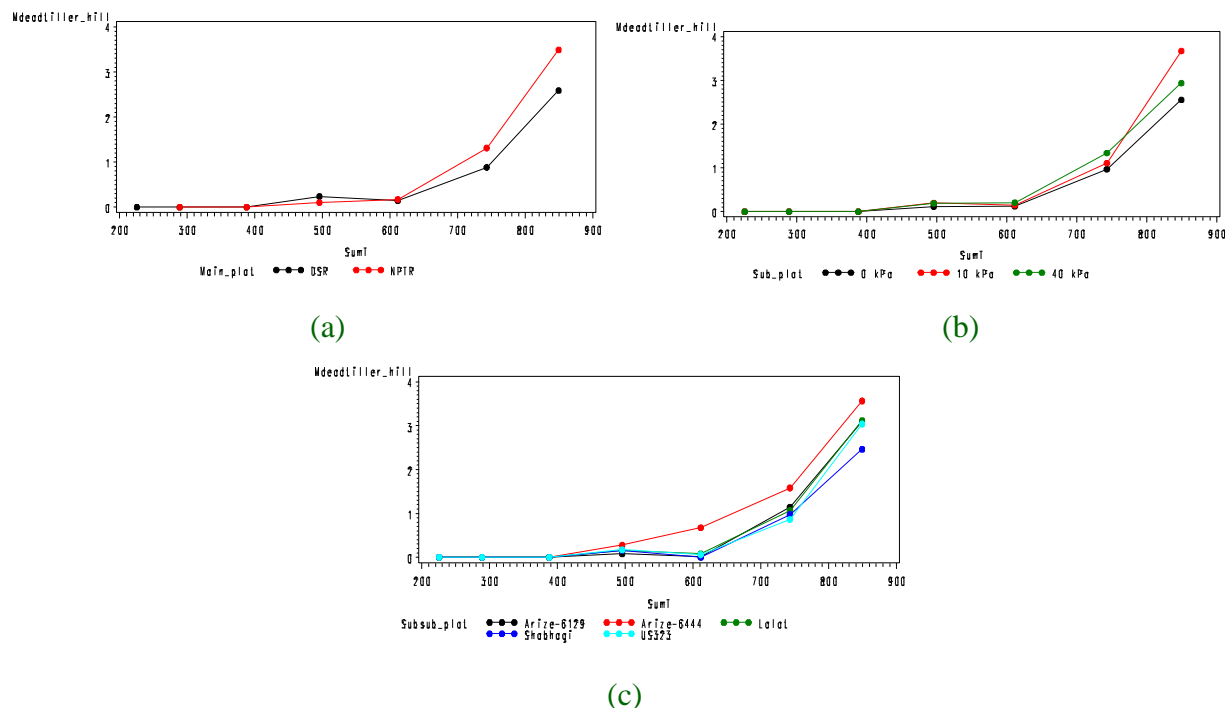 Mdeadtiller_hill
4
3
2
1
0
200 300 400 500 600 700 800 900
SumT
Main_plot DSR NPTR
(a)
Mdeadtiller_hill
4
3
2
1
0
200 300 400 500 600 700 800 900
SumT
Sub_plot 0 kPa 10 kPa 40 kPa
(b)
Mdeadtiller_hill
4
3
2
1
0
200 300 400 500 600 700 800 900
SumT
Subsub_plot Arize-6129 Arize-6444 Lalat
Shabhagi US323
(c)